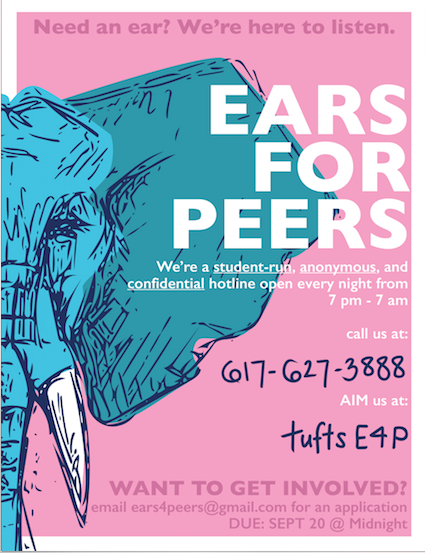 Need an ear? We're here to listen.
EARS
FOR
PEERS
We're a student-run, anonymous, and
confidential hotline open every night from
7 pm - 7 am
call us at:
617-627-3888
AIM us at:
tufts E4P
WANT TO GET INVOLVED?
email ears4peers@gmail.com for an application
DUE: SEPT 20 @ Midnight